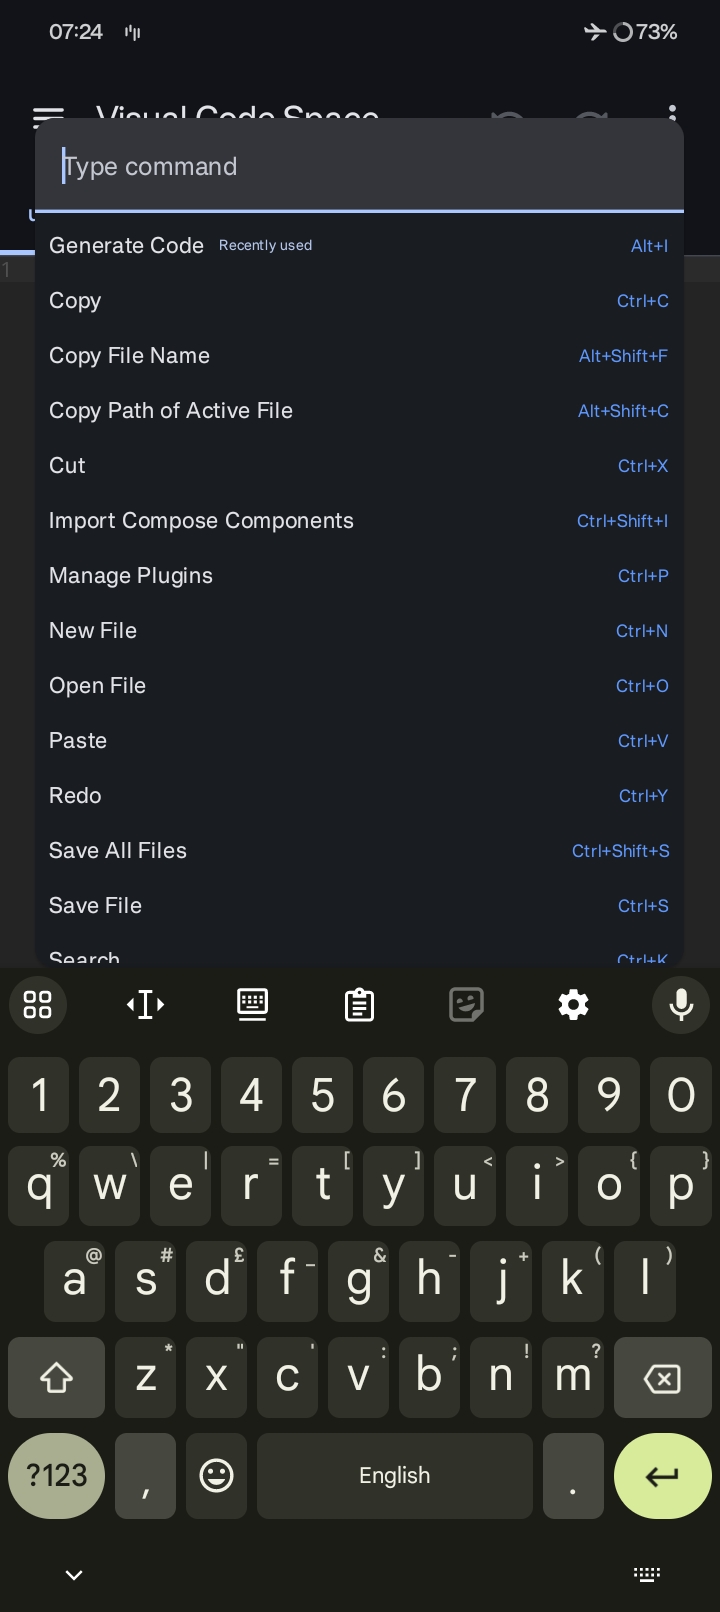 07:24
73%
Visual Code Space
Type command
1
Generate Code Recently used Alt+I
Copy Ctrl+C
Copy File Name Alt+Shift+F
Copy Path of Active File Alt+Shift+C
Cut Ctrl+X
Import Compose Components Ctrl+Shift+I
Manage Plugins Ctrl+P
New File Ctrl+N
Open File Ctrl+O
Paste Ctrl+V
Redo Ctrl+Y
Save All Files Ctrl+Shift+S
Save File Ctrl+S
Search Ctrl+K
1 2 3 4 5 6 7 8 9 0
q % w \ e | r = t [ y ] u < i > o { p }
a @ s # d £ f _ g & h - j + k ( l )
z * x " c ' v : b ; n ! m ?
?123 , English .